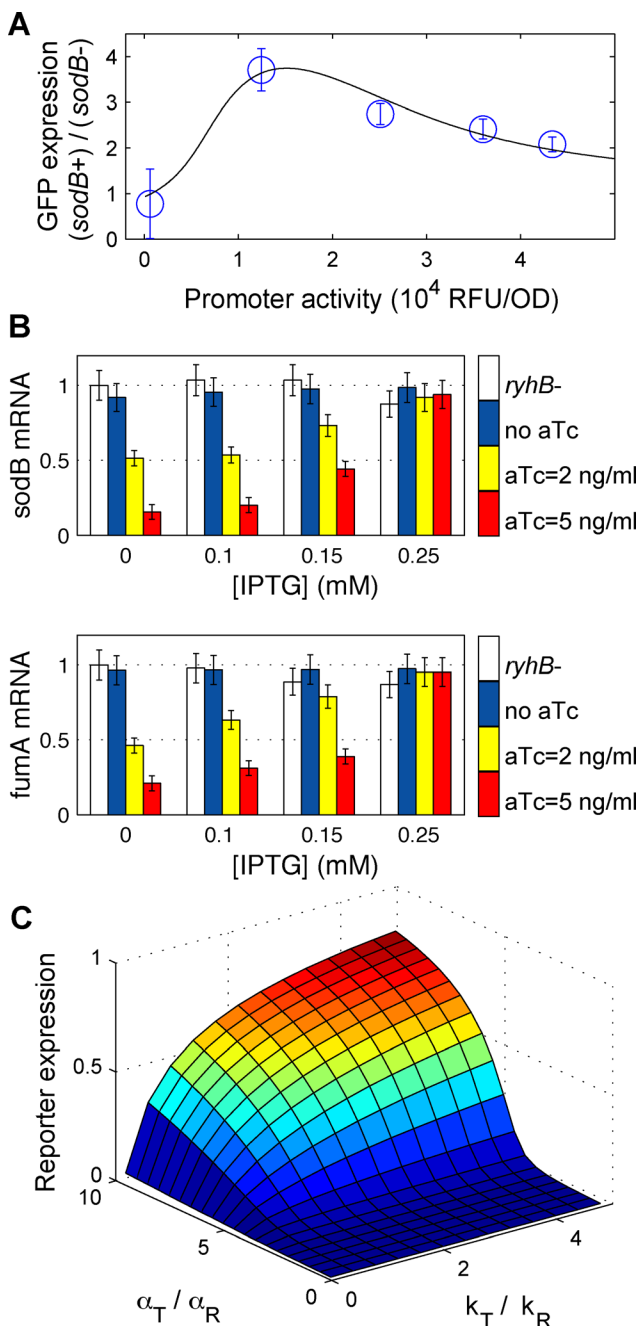 A
GFP expression
(sodB+) / (sodB-)
4
3
2
1
0
0 1 2 3 4
Promoter activity (10^4 RFU/OD)
B
sodB mRNA
1
0.5
0
0 0.1 0.15 0.25
[IPTG] (mM)
ryhB-
no aTc
aTc=2 ng/ml
aTc=5 ng/ml
fumA mRNA
1
0.5
0
0 0.1 0.15 0.25
[IPTG] (mM)
ryhB-
no aTc
aTc=2 ng/ml
aTc=5 ng/ml
C
Reporter expression
1
0.5
0
10
5
0
0
2
4
α_T / α_R
k_T / k_R